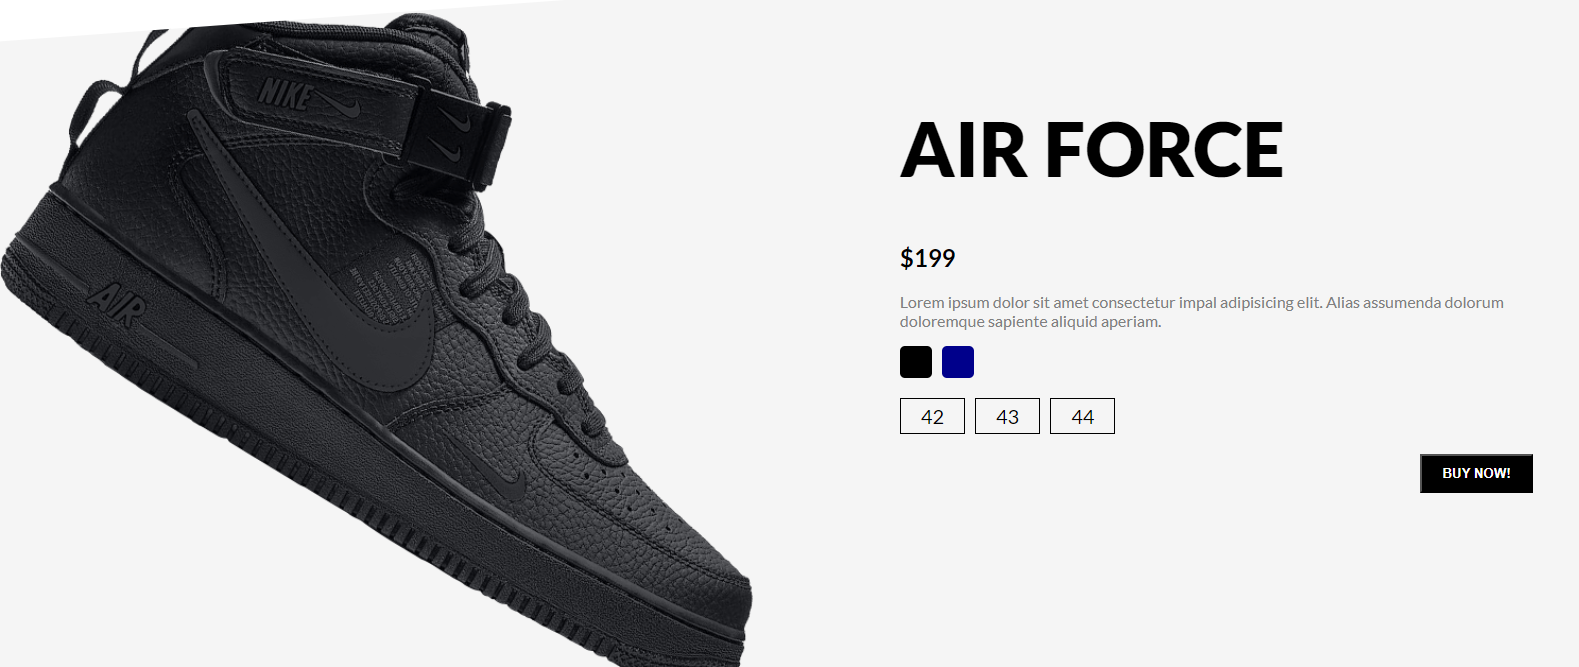 NIKE
AIR
AIR FORCE
$199
Lorem ipsum dolor sit amet consectetur impal adipisicing elit. Alias assumenda dolorum
doloremque sapiente aliquid aperiam.
42
43
44
BUY NOW!